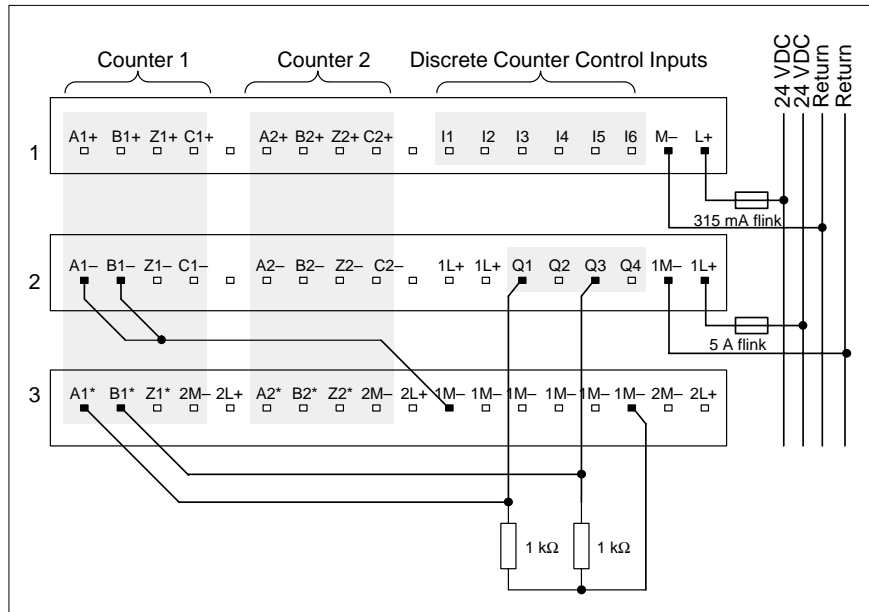 Counter 1 Counter 2 Discrete Counter Control Inputs
24 VDC
24 VDC
Return
Return
1
A1+ B1+ Z1+ C1+ A2+ B2+ Z2+ C2+ I1 I2 I3 I4 I5 I6 M– L+
315 mA flink
2
A1– B1– Z1– C1– A2– B2– Z2– C2– 1L+ 1L+ Q1 Q2 Q3 Q4 1M– 1L+
5 A flink
3
A1* B1* Z1* 2M– 2L+ A2* B2* Z2* 2M– 2L+ 1M– 1M– 1M– 1M– 1M– 1M– 2M– 2L+
1 kΩ 1 kΩ